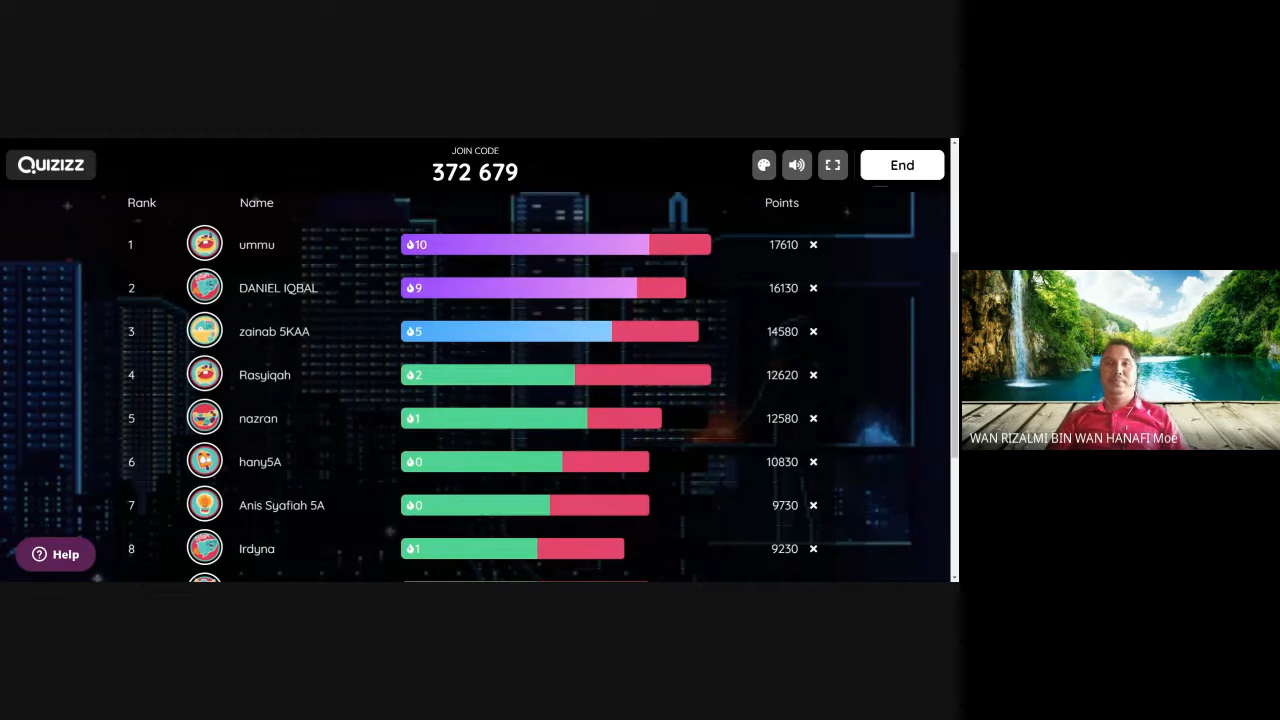 Quizizz
JOIN CODE
372 679
End
Rank Name Points
1 ummu 10 17610
2 DANIEL IQBAL 9 16130
3 zainab 5KAA 5 14580
4 Rasyiqah 2 12620
5 nazran 1 12580
6 hany5A 0 10830
7 Anis Syafiah 5A 0 9730
8 Irdyna 1 9230
Help
WAN RIZALMI BIN WAN HANAFI Moe